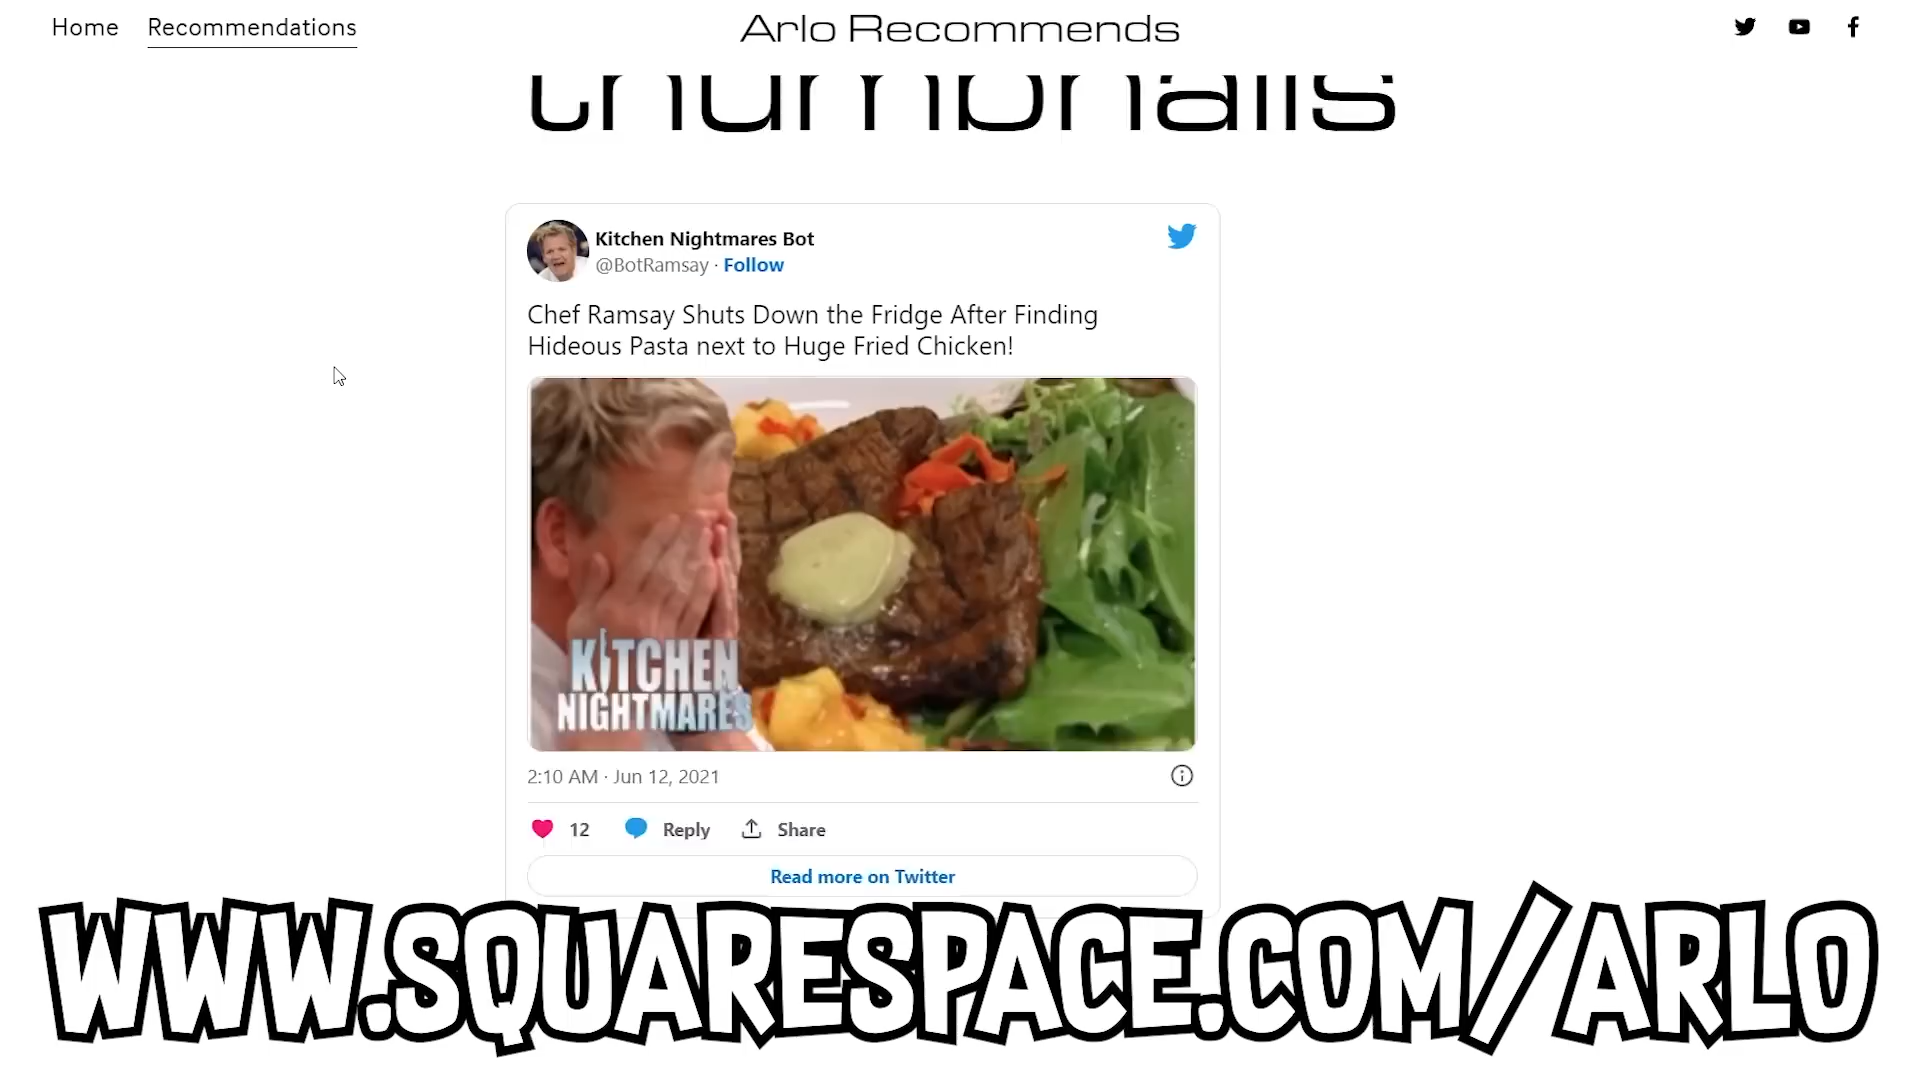 Home Recommendations Arlo Recommends
thumbnails
Kitchen Nightmares Bot
@BotRamsay · Follow
Chef Ramsay Shuts Down the Fridge After Finding
Hideous Pasta next to Huge Fried Chicken!
KITCHEN
NIGHTMARES
2:10 AM · Jun 12, 2021
12 Reply Share
Read more on Twitter
WWW.SQUARESPACE.COM/ARLO